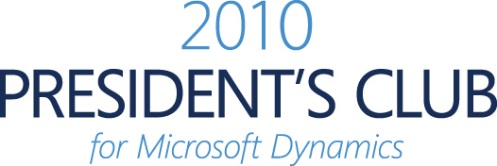 2010
PRESIDENT’S CLUB
for Microsoft Dynamics